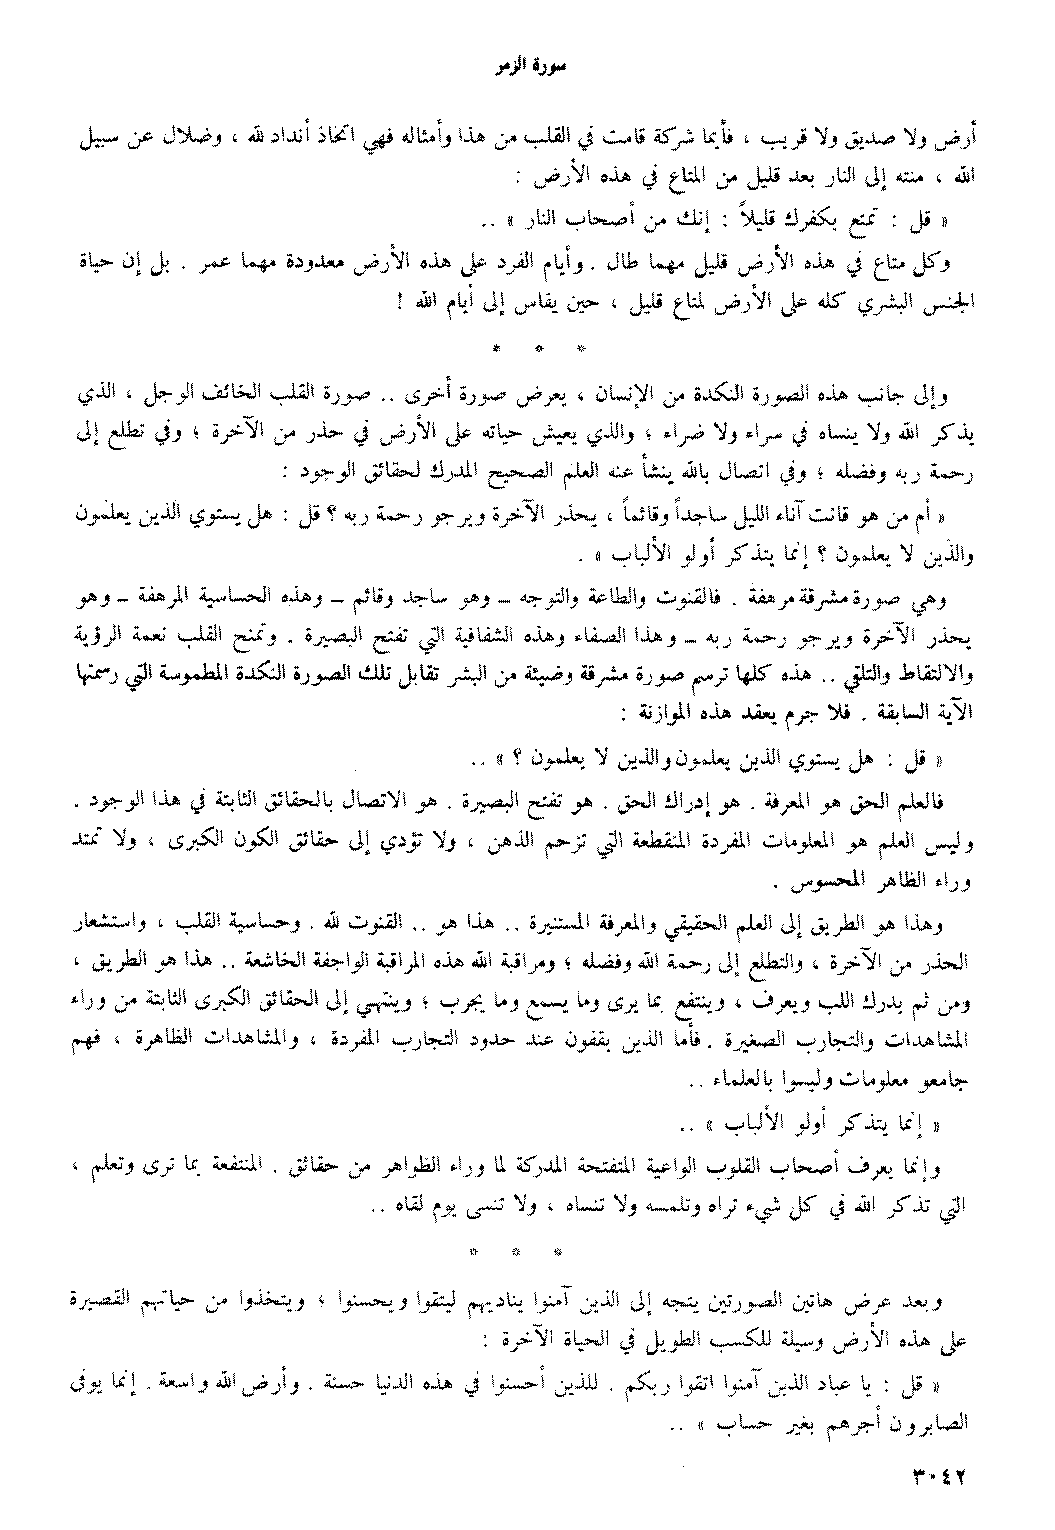 سورة الزمر
أرض ولا صديق ولا قريب ، فأيما شركة قامت في القلب من هذا وأمثاله فهي اتخاذ أنداد لله ، وضلال عن سبيل
الله ، منته إلى النار بعد قليل من المتاع في هذه الأرض :
« قل : تمتع بكفرك قليلاً : إنك من أصحاب النار » ..
وكل متاع في هذه الأرض قليل مهما طال . وأيام الفرد على هذه الأرض معدودة مهما عمر . بل إن حياة
الجنس البشري كله على الأرض لمتاع قليل ، حين يقاس إلى أيام الله !
* * *
وإلى جانب هذه الصورة النكدة من الإنسان ، يعرض صورة أخرى .. صورة القلب الخائف الوجل ، الذي
يذكر الله ولا ينساه في سراء ولا ضراء ؛ والذي يعيش حياته على الأرض في حذر من الآخرة ؛ وفي تطلع إلى
رحمة ربه وفضله ؛ وفي اتصال بالله ينشأ عنه العلم الصحيح المدرك لحقائق الوجود :
« أم من هو قانت آناء الليل ساجداً وقائماً ، يحذر الآخرة ويرجو رحمة ربه ؟ قل : هل يستوي الذين يعلمون
والذين لا يعلمون ؟ إنما يتذكر أولو الألباب » .
وهي صورة مشرقة مرهفة . فالقنوت والطاعة والتوجه – وهو ساجد وقائم – وهذه الحساسية المرهفة – وهو
يحذر الآخرة ويرجو رحمة ربه – وهذا الصفاء وهذه الشفافية التي تفتح البصيرة . وتمنح القلب نعمة الرؤية
والالتقاط والتلقي .. هذه كلها ترسم صورة مشرقة وضيئة من البشر تقابل تلك الصورة النكدة المطموسة التي رسمتها
الآية السابقة . فلا جرم يعقد هذه الموازنة :
« قل : هل يستوي الذين يعلمون والذين لا يعلمون ؟ » ..
فالعلم الحق هو المعرفة . هو إدراك الحق . هو تفتح البصيرة . هو الاتصال بالحقائق الثابتة في هذا الوجود .
وليس العلم هو المعلومات المفردة المنقطعة التي تزحم الذهن ، ولا تؤدي إلى حقائق الكون الكبرى ، ولا تمتد
وراء الظاهر المحسوس .
وهذا هو الطريق إلى العلم الحقيقي والمعرفة المستنيرة .. هذا هو .. القنوت لله . وحساسية القلب ، واستشعار
الحذر من الآخرة ، والتطلع إلى رحمة الله وفضله ؛ ومراقبة الله هذه المراقبة الواجفة الخاشعة .. هذا هو الطريق ،
ومن ثم يدرك اللب ويعرف ، وينتفع بما يرى وما يسمع وما يجرب ؛ وينتهي إلى الحقائق الكبرى الثابتة من وراء
المشاهدات والتجارب الصغيرة . فأما الذين يقفون عند حدود التجارب المفردة ، والمشاهدات الظاهرة ، فهم
جامعو معلومات وليسوا بالعلماء ..
« إنما يتذكر أولو الألباب » ..
وإنما يعرف أصحاب القلوب الواعية المتفتحة المدركة لما وراء الظواهر من حقائق . المنتفعة بما ترى وتعلم ،
التي تذكر الله في كل شيء تراه وتلمسه ولا تنساه ، ولا تنسى يوم لقاه ..
* * *
وبعد عرض هاتين الصورتين يتجه إلى الذين آمنوا يناديهم ليتقوا ويحسنوا ؛ ويتخذوا من حياتهم القصيرة
على هذه الأرض وسيلة للكسب الطويل في الحياة الآخرة :
« قل : يا عباد الذين آمنوا اتقوا ربكم . للذين أحسنوا في هذه الدنيا حسنة . وأرض الله واسعة . إنما يوفى
الصابرون أجرهم بغير حساب » ..
٣٠٤٢